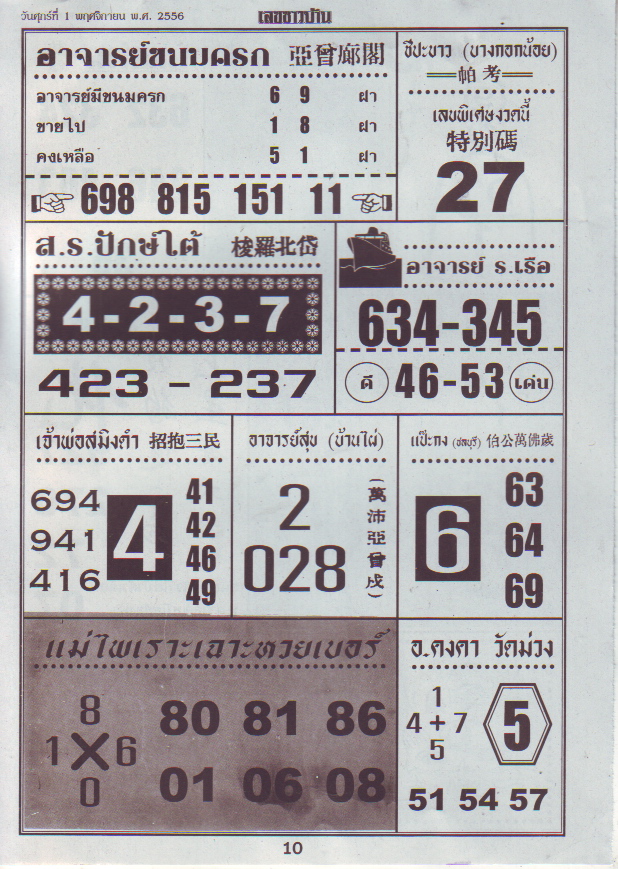 วันศุกร์ที่ 1 พฤศจิกายน พ.ศ. 2556
เลขชาวบ้าน
อาจารย์ขนมครก 亞曾廊閣
อาจารย์มีขนมครก 6 9 ฝา
ขายไป 1 8 ฝา
คงเหลือ 5 1 ฝา
698 815 151 11
ชีปะขาว (บางกอกน้อย)
帕考
เลขพิเศษงวดนี้
特別碼
27
ส.ร.ปักษ์ใต้ 梭羅北岱
4-2-3-7
423 - 237
อาจารย์ ร.เรือ
634-345
ดี 46-53 เด่น
เจ้าพ่อสมิงดำ 招抱三民
694
941
416
4
41
42
46
49
อาจารย์สุข (บ้านไผ่)
2
028
(萬沛亞曾戍)
แป๊ะกง (ชลบุรี) 伯公萬佛歲
6
63
64
69
แม่ไพเราะเฉาะหวยเบอร์
8
1 X 6
0
80 81 86
01 06 08
อ.คงคา วัดม่วง
1
4 + 7
5
5
51 54 57
10